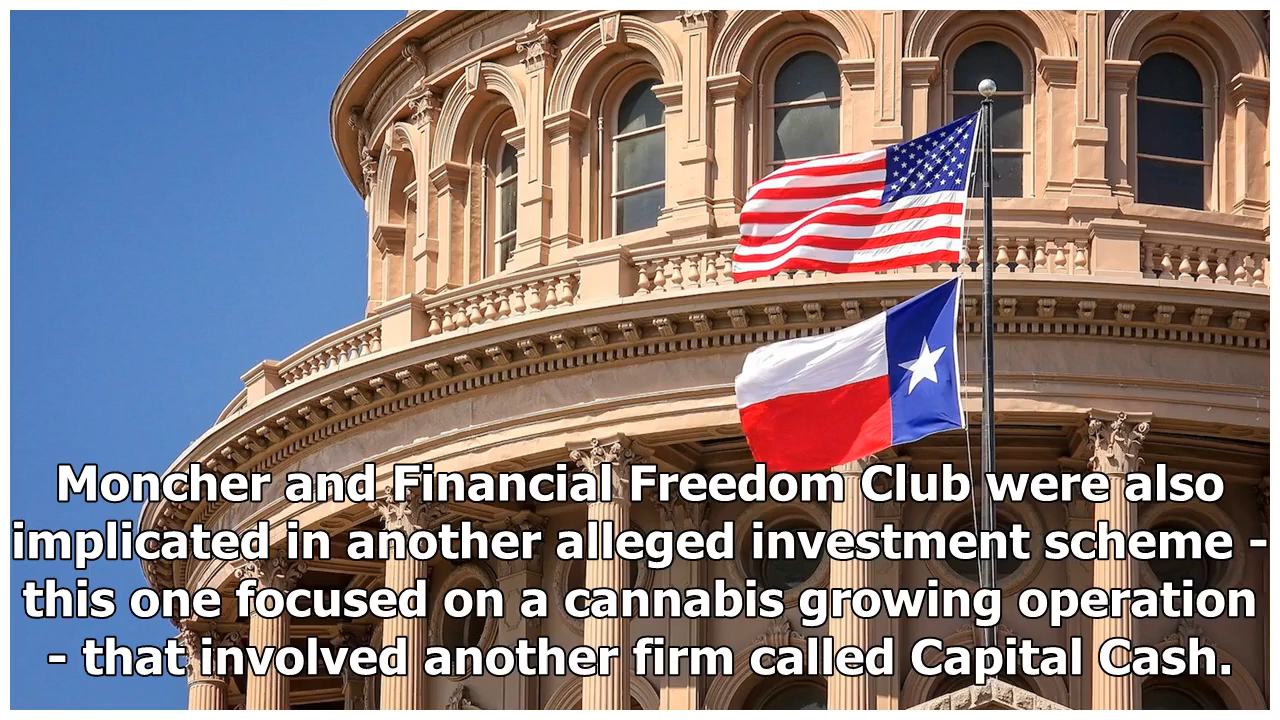 Moncher and Financial Freedom Club were also
implicated in another alleged investment scheme -
this one focused on a cannabis growing operation
- that involved another firm called Capital Cash.